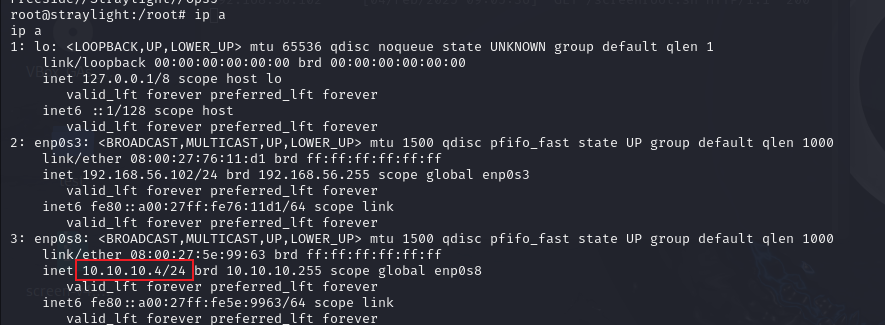 root@straylight:/root# ip a
ip a
1: lo: <LOOPBACK,UP,LOWER_UP> mtu 65536 qdisc noqueue state UNKNOWN group default qlen 1
link/loopback 00:00:00:00:00:00 brd 00:00:00:00:00:00
inet 127.0.0.1/8 scope host lo
valid_lft forever preferred_lft forever
inet6 ::1/128 scope host
valid_lft forever preferred_lft forever
2: enp0s3: <BROADCAST,MULTICAST,UP,LOWER_UP> mtu 1500 qdisc pfifo_fast state UP group default qlen 1000
link/ether 08:00:27:76:11:d1 brd ff:ff:ff:ff:ff:ff
inet 192.168.56.102/24 brd 192.168.56.255 scope global enp0s3
valid_lft forever preferred_lft forever
inet6 fe80::a00:27ff:fe76:11d1/64 scope link
valid_lft forever preferred_lft forever
3: enp0s8: <BROADCAST,MULTICAST,UP,LOWER_UP> mtu 1500 qdisc pfifo_fast state UP group default qlen 1000
link/ether 08:00:27:5e:99:63 brd ff:ff:ff:ff:ff:ff
inet 10.10.10.4/24 brd 10.10.10.255 scope global enp0s8
valid_lft forever preferred_lft forever
inet6 fe80::a00:27ff:fe5e:9963/64 scope link
valid_lft forever preferred_lft forever